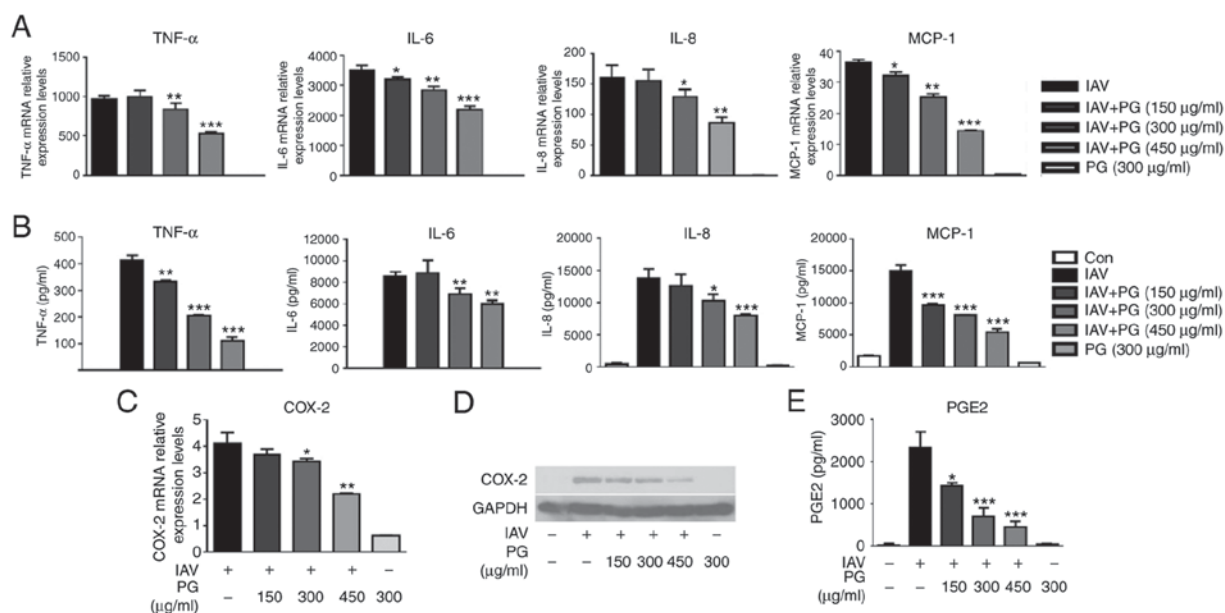 A
TNF-α
TNF-α mRNA relative
expression levels
1000
500
0
**
***
IL-6
IL-6 mRNA relative
expression levels
5000
4000
3000
2000
1000
0
*
**
***
IL-8
IL-8 mRNA relative
expression levels
200
150
100
50
0
*
**
MCP-1
MCP-1 mRNA relative
expression levels
40
30
20
10
0
*
**
***
IAV
IAV+PG (150 µg/ml)
IAV+PG (300 µg/ml)
IAV+PG (450 µg/ml)
PG (300 µg/ml)
B
TNF-α
TNF-α (pg/ml)
500
400
300
200
100
**
***
***
IL-6
IL-6 (pg/ml)
12000
10000
8000
6000
4000
2000
0
**
**
IL-8
IL-8 (pg/ml)
20000
15000
10000
5000
0
*
***
MCP-1
MCP-1 (pg/ml)
20000
15000
10000
5000
0
***
***
***
Con
IAV
IAV+PG (150 µg/ml)
IAV+PG (300 µg/ml)
IAV+PG (450 µg/ml)
PG (300 µg/ml)
C
COX-2
COX-2 mRNA relative
expression levels
5
4
3
2
1
0
*
**
IAV + + + + –
PG
(µg/ml) – 150 300 450 300
D
COX-2
GAPDH
IAV – + + + + –
PG
(µg/ml) – – 150 300 450 300
E
PGE2
PGE2 (pg/ml)
3000
2000
1000
0
*
***
***
IAV – + + + + –
PG
(µg/ml) – – 150 300 450 300